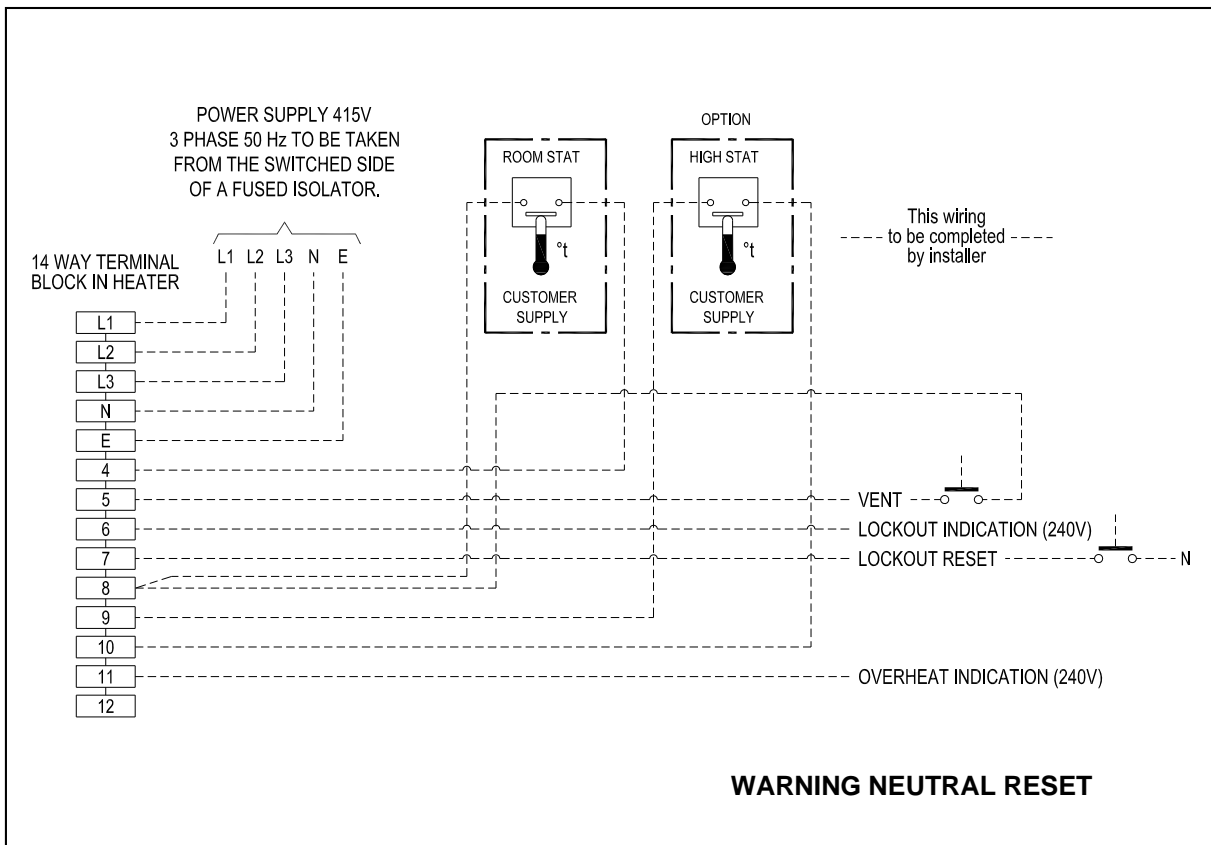 POWER SUPPLY 415V
3 PHASE 50 Hz TO BE TAKEN
FROM THE SWITCHED SIDE
OF A FUSED ISOLATOR.
L1 L2 L3 N E
14 WAY TERMINAL
BLOCK IN HEATER
ROOM STAT
°t
CUSTOMER
SUPPLY
OPTION
HIGH STAT
°t
CUSTOMER
SUPPLY
This wiring
to be completed
by installer
L1
L2
L3
N
E
4
5
VENT
6
LOCKOUT INDICATION (240V)
7
LOCKOUT RESET
N
8
9
10
11
OVERHEAT INDICATION (240V)
12
WARNING NEUTRAL RESET